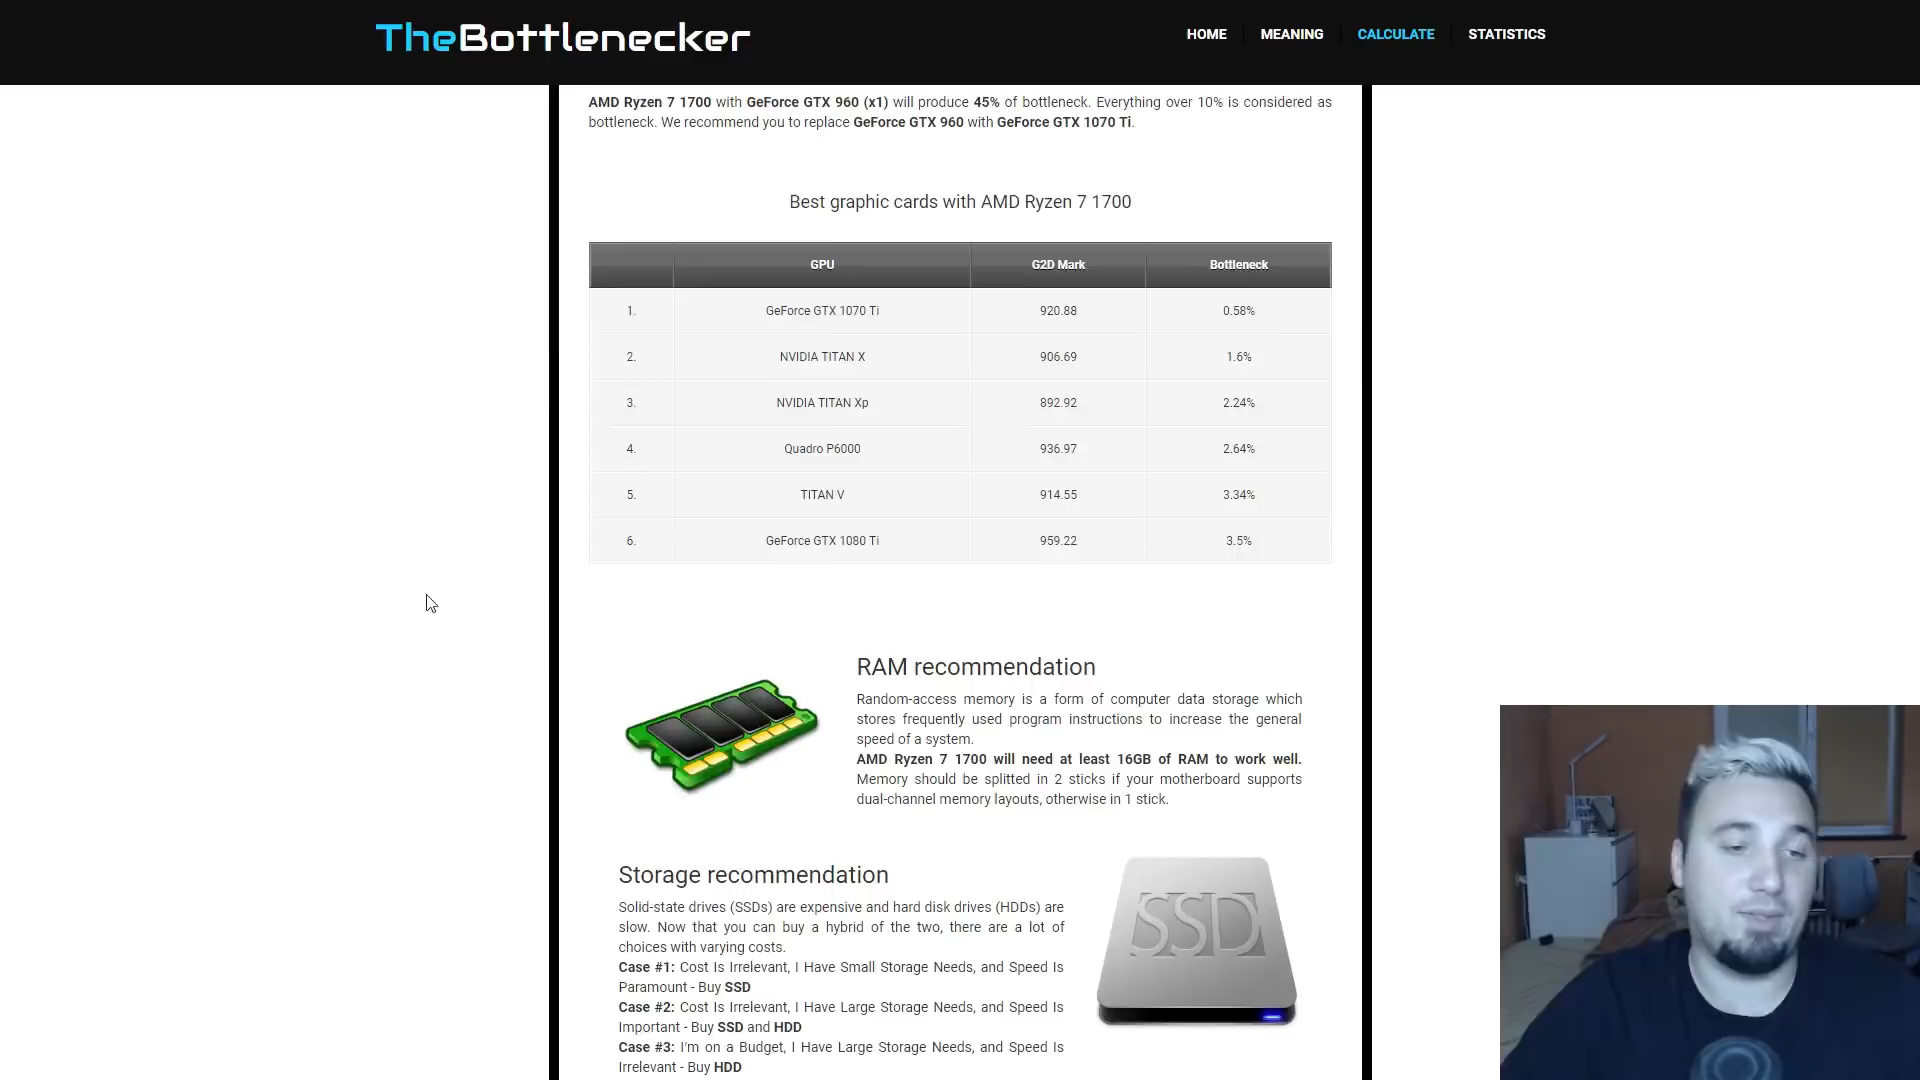 TheBottlenecker
HOME
MEANING
CALCULATE
STATISTICS
AMD Ryzen 7 1700 with GeForce GTX 960 (x1) will produce 45% of bottleneck. Everything over 10% is considered as
bottleneck. We recommend you to replace GeForce GTX 960 with GeForce GTX 1070 Ti.
Best graphic cards with AMD Ryzen 7 1700
GPU G2D Mark Bottleneck
1. GeForce GTX 1070 Ti 920.88 0.58%
2. NVIDIA TITAN X 906.69 1.6%
3. NVIDIA TITAN Xp 892.92 2.24%
4. Quadro P6000 936.97 2.64%
5. TITAN V 914.55 3.34%
6. GeForce GTX 1080 Ti 959.22 3.5%
RAM recommendation
Random-access memory is a form of computer data storage which
stores frequently used program instructions to increase the general
speed of a system.
AMD Ryzen 7 1700 will need at least 16GB of RAM to work well.
Memory should be splitted in 2 sticks if your motherboard supports
dual-channel memory layouts, otherwise in 1 stick.
Storage recommendation
Solid-state drives (SSDs) are expensive and hard disk drives (HDDs) are
slow. Now that you can buy a hybrid of the two, there are a lot of
choices with varying costs.
Case #1: Cost Is Irrelevant, I Have Small Storage Needs, and Speed Is
Paramount - Buy SSD
Case #2: Cost Is Irrelevant, I Have Large Storage Needs, and Speed Is
Important - Buy SSD and HDD
Case #3: I'm on a Budget, I Have Large Storage Needs, and Speed Is
Irrelevant - Buy HDD
SSD